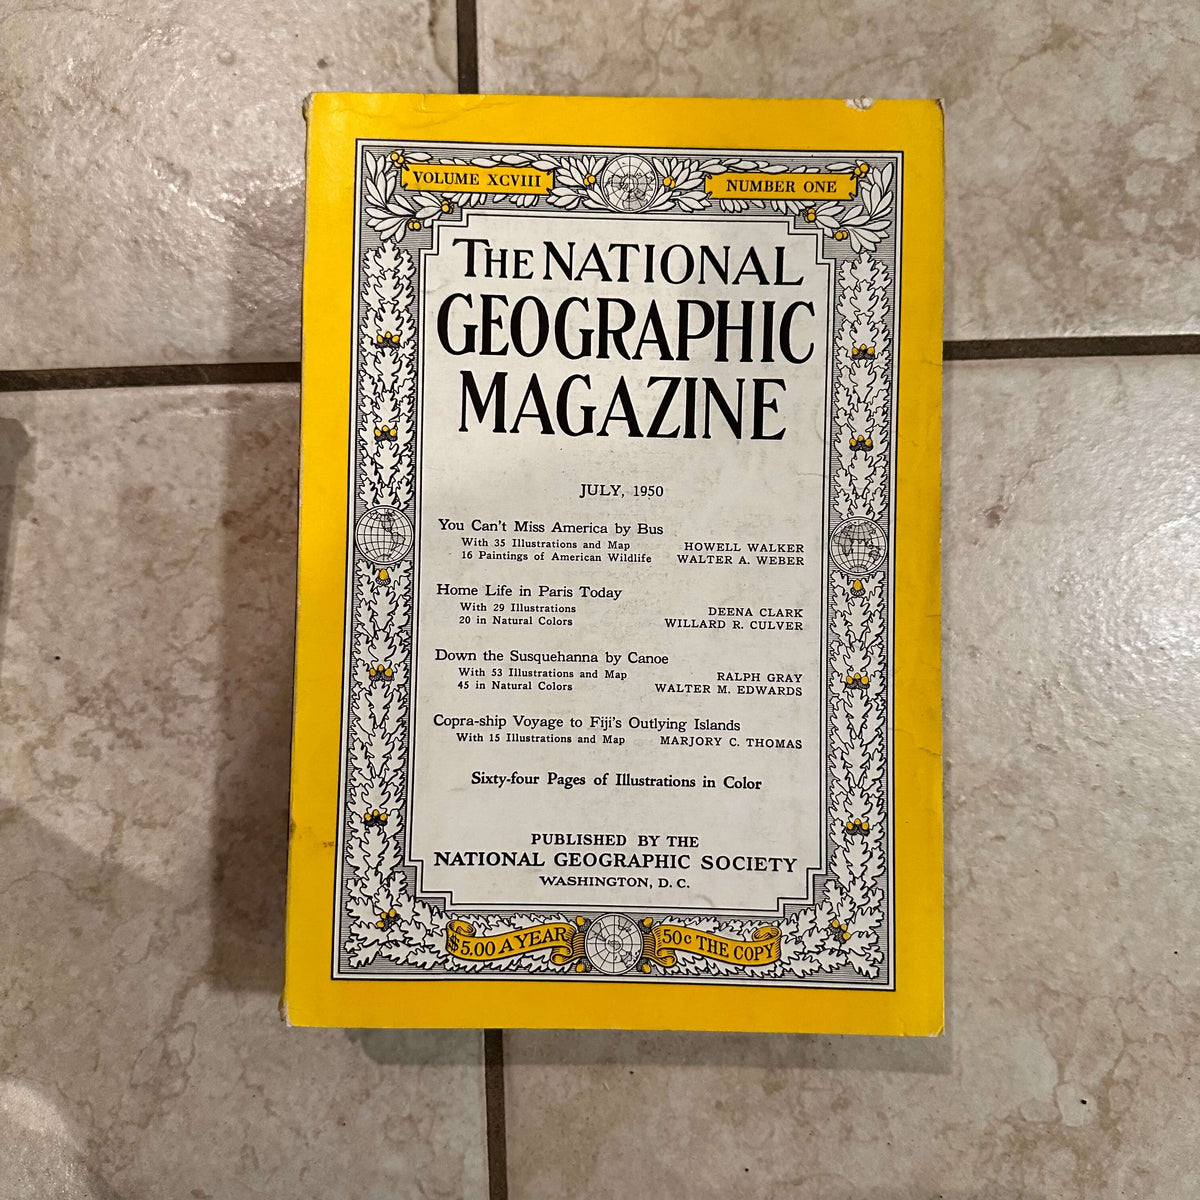 VOLUME XCVIII
NUMBER ONE
THE NATIONAL
GEOGRAPHIC
MAGAZINE
JULY, 1950
You Can't Miss America by Bus
With 35 Illustrations and Map HOWELL WALKER
16 Paintings of American Wildlife WALTER A. WEBER
Home Life in Paris Today
With 29 Illustrations DEENA CLARK
20 in Natural Colors WILLARD R. CULVER
Down the Susquehanna by Canoe
With 53 Illustrations and Map RALPH GRAY
45 in Natural Colors WALTER M. EDWARDS
Copra-ship Voyage to Fiji's Outlying Islands
With 15 Illustrations and Map MARJORY C. THOMAS
Sixty-four Pages of Illustrations in Color
PUBLISHED BY THE
NATIONAL GEOGRAPHIC SOCIETY
WASHINGTON, D. C.
$5.00 A YEAR
50c THE COPY